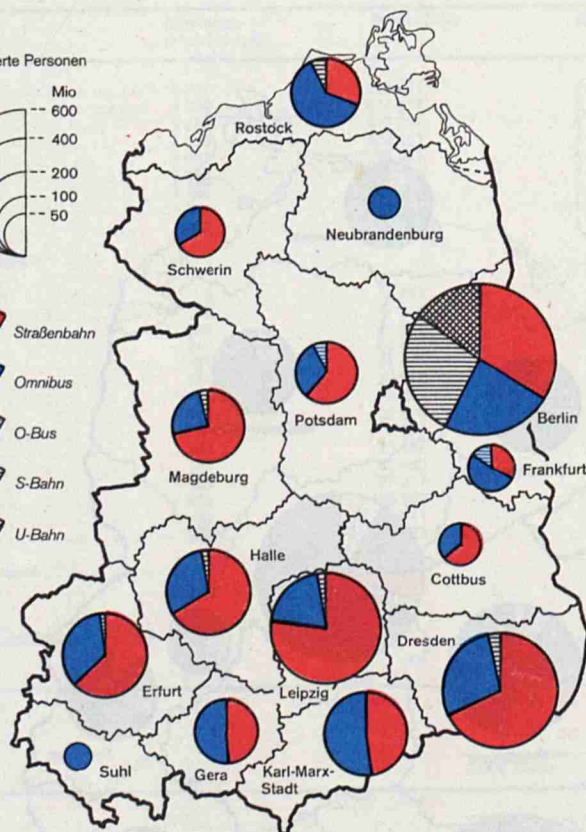 erte Personen
Mio
600
400
200
100
50
Straßenbahn
Omnibus
O-Bus
S-Bahn
U-Bahn
Rostock
Neubrandenburg
Schwerin
Berlin
Potsdam
Frankfurt
Magdeburg
Cottbus
Halle
Dresden
Erfurt
Leipzig
Suhl
Gera
Karl-Marx-
Stadt